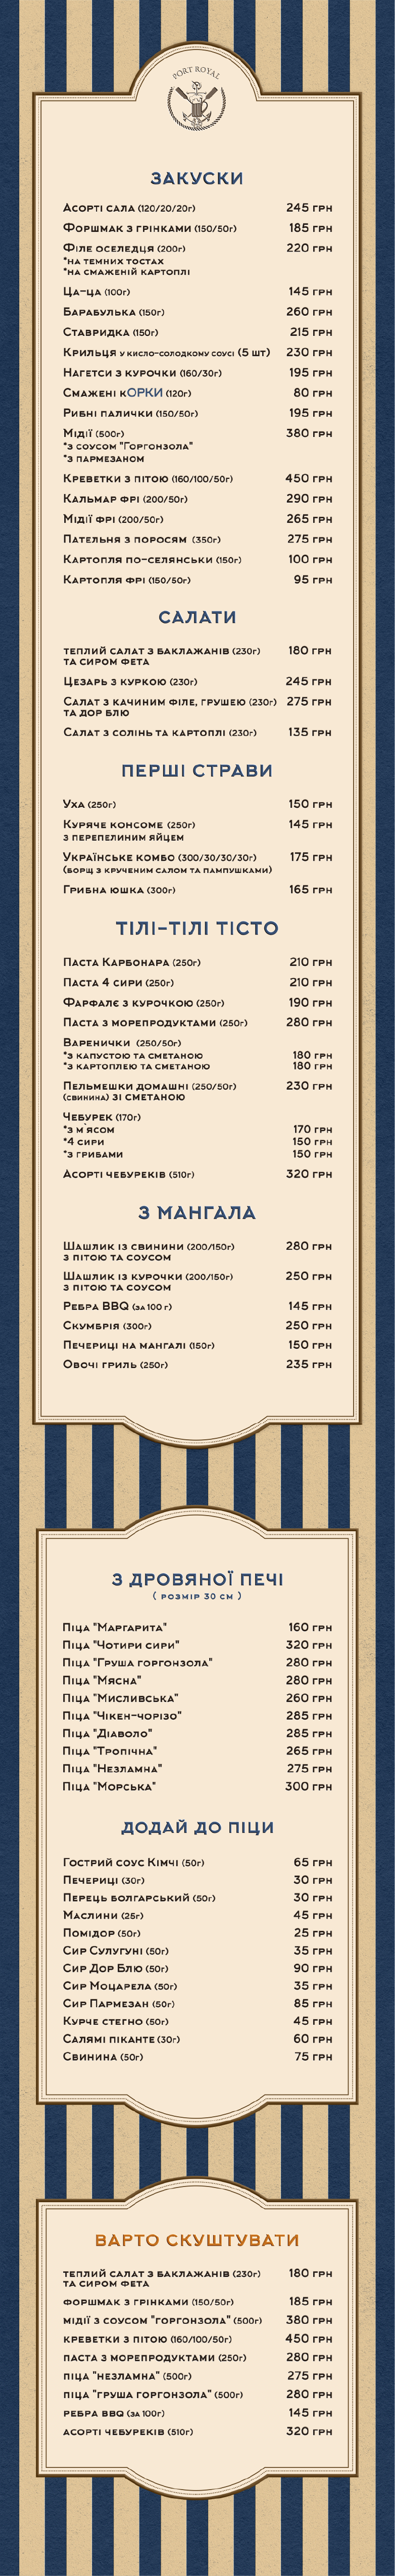 PORT ROYAL
ЗАКУСКИ
Асорті сала (120/20/20г) 245 грн
Форшмак з грінками (150/50г) 185 грн
Філе оселедця (200г) 220 грн
*на темних тостах
*на смаженій картоплі
Ца-ца (100г) 145 грн
Барабулька (150г) 260 грн
Ставридка (150г) 215 грн
Крильця у кисло-солодкому соусі (5 шт) 230 грн
Нагетси з курочки (160/30г) 195 грн
Смажені кОРКИ (120г) 80 грн
Рибні палички (150/50г) 195 грн
Мідії (500г) 380 грн
*з соусом "Горгонзола"
*з пармезаном
Креветки з пітою (160/100/50г) 450 грн
Кальмар фрі (200/50г) 290 грн
Мідії фрі (200/50г) 265 грн
Пательня з поросям (350г) 275 грн
Картопля по-селянськи (150г) 100 грн
Картопля фрі (150/50г) 95 грн
САЛАТИ
теплий салат з баклажанів (230г) 180 грн
та сиром фета
Цезарь з куркою (230г) 245 грн
Салат з качиним філе, грушею (230г) 275 грн
та дор блю
Салат з солінь та картоплі (230г) 135 грн
ПЕРШІ СТРАВИ
Уха (250г) 150 грн
Куряче консоме (250г) 145 грн
з перепелиним яйцем
Українське комбо (300/30/30/30г) 175 грн
(борщ з крученим салом та пампушками)
Грибна юшка (300г) 165 грн
ТІЛІ-ТІЛІ ТІСТО
Паста Карбонара (250г) 210 грн
Паста 4 сири (250г) 210 грн
Фарфалє з курочкою (250г) 190 грн
Паста з морепродуктами (250г) 280 грн
Варенички (250/50г)
*з капустою та сметаною 180 грн
*з картоплею та сметаною 180 грн
Пельмешки домашні (250/50г) 230 грн
(свинина) зі сметаною
Чебурек (170г)
*з м'ясом 170 грн
*4 сири 150 грн
*з грибами 150 грн
Асорті чебуреків (510г) 320 грн
З МАНГАЛА
Шашлик із свинини (200/150г) 280 грн
з пітою та соусом
Шашлик із курочки (200/150г) 250 грн
з пітою та соусом
Ребра BBQ (за 100 г) 145 грн
Скумбрія (300г) 250 грн
Печериці на мангалі (150г) 150 грн
Овочі гриль (250г) 235 грн
З ДРОВЯНОЇ ПЕЧІ
( розмір 30 см )
Піца "Маргарита" 160 грн
Піца "Чотири сири" 320 грн
Піца "Груша горгонзола" 280 грн
Піца "Мясна" 280 грн
Піца "Мисливська" 260 грн
Піца "Чікен-чорізо" 285 грн
Піца "Діаволо" 285 грн
Піца "Тропічна" 265 грн
Піца "Незламна" 275 грн
Піца "Морська" 300 грн
ДОДАЙ ДО ПІЦИ
Гострий соус Кімчі (50г) 65 грн
Печериці (30г) 30 грн
Перець болгарський (50г) 30 грн
Маслини (25г) 45 грн
Помідор (50г) 25 грн
Сир Сулугуні (50г) 35 грн
Сир Дор Блю (50г) 90 грн
Сир Моцарела (50г) 35 грн
Сир Пармезан (50г) 85 грн
Курче стегно (50г) 45 грн
Салямі піканте (30г) 60 грн
Свинина (50г) 75 грн
ВАРТО СКУШТУВАТИ
теплий салат з баклажанів (230г) 180 грн
та сиром фета
форшмак з грінками (150/50г) 185 грн
мідії з соусом "горгонзола" (500г) 380 грн
креветки з пітою (160/100/50г) 450 грн
паста з морепродуктами (250г) 280 грн
піца "незламна" (500г) 275 грн
піца "груша горгонзола" (500г) 280 грн
ребра BBQ (за 100г) 145 грн
асорті чебуреків (510г) 320 грн